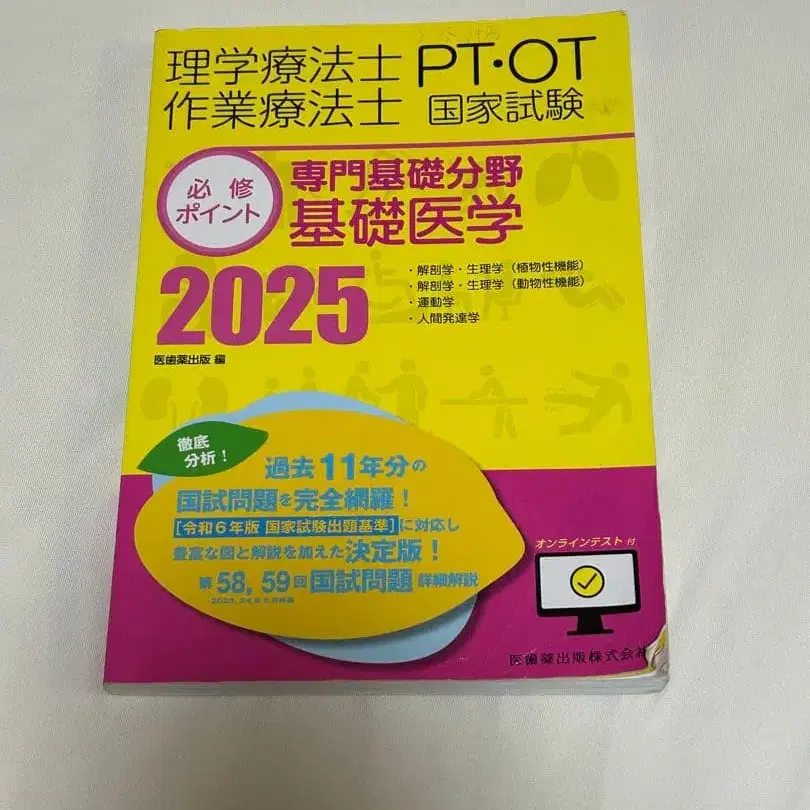 理学療法士 PT・OT
作業療法士 国家試験
必修
ポイント
専門基礎分野
基礎医学
2025
・解剖学・生理学（植物性機能）
・解剖学・生理学（動物性機能）
・運動学
・人間発達学
医歯薬出版 編
徹底
分析！
過去11年分の
国試問題を完全網羅！
[令和6年版 国家試験出題基準]に対応し
豊富な図と解説を加えた決定版！
第58, 59回国試問題 詳細解説
オンラインテスト 付
医歯薬出版株式会社